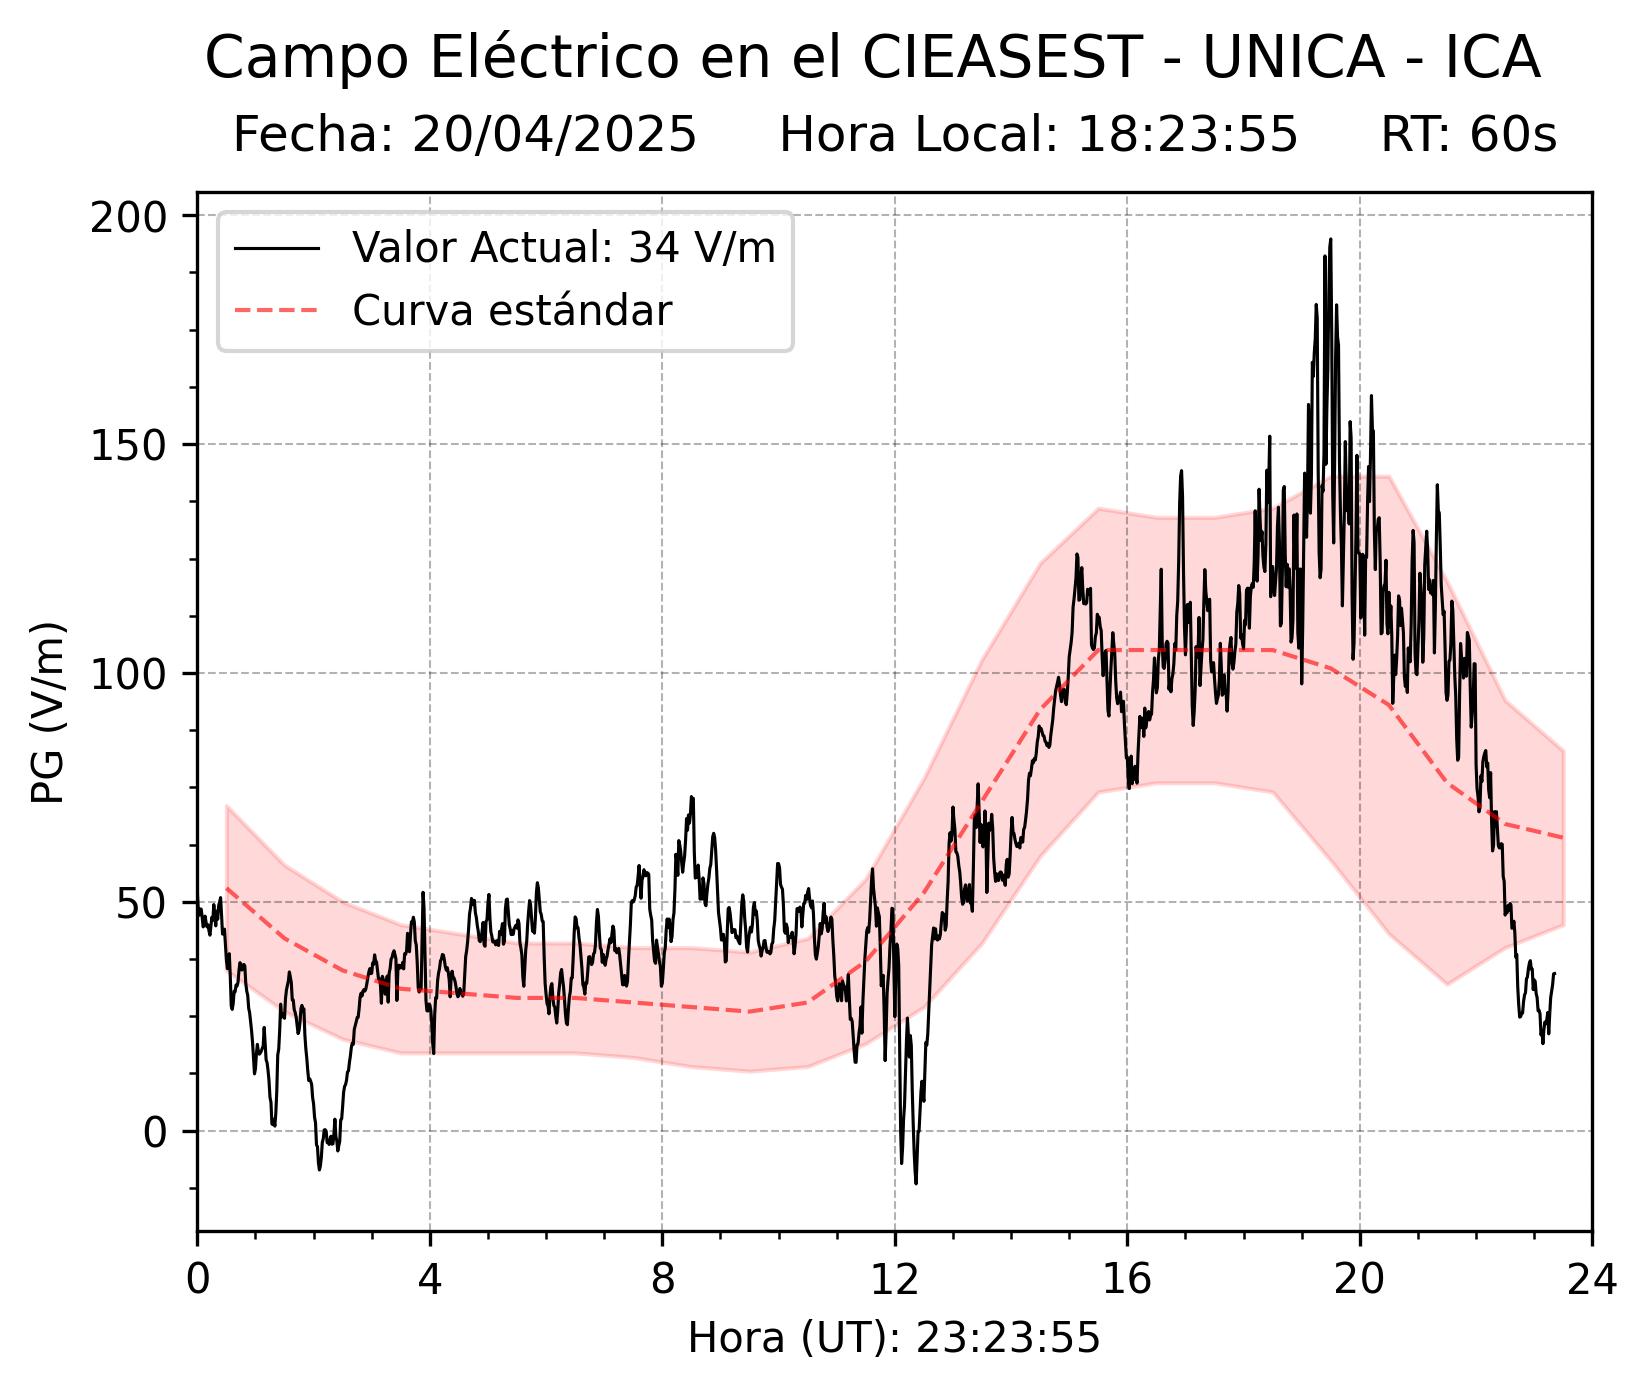 Campo Eléctrico en el CIEASEST - UNICA - ICA
Fecha: 20/04/2025 Hora Local: 18:23:55 RT: 60s
Valor Actual: 34 V/m
Curva estándar
PG (V/m)
200
150
100
50
0
0 4 8 12 16 20 24
Hora (UT): 23:23:55